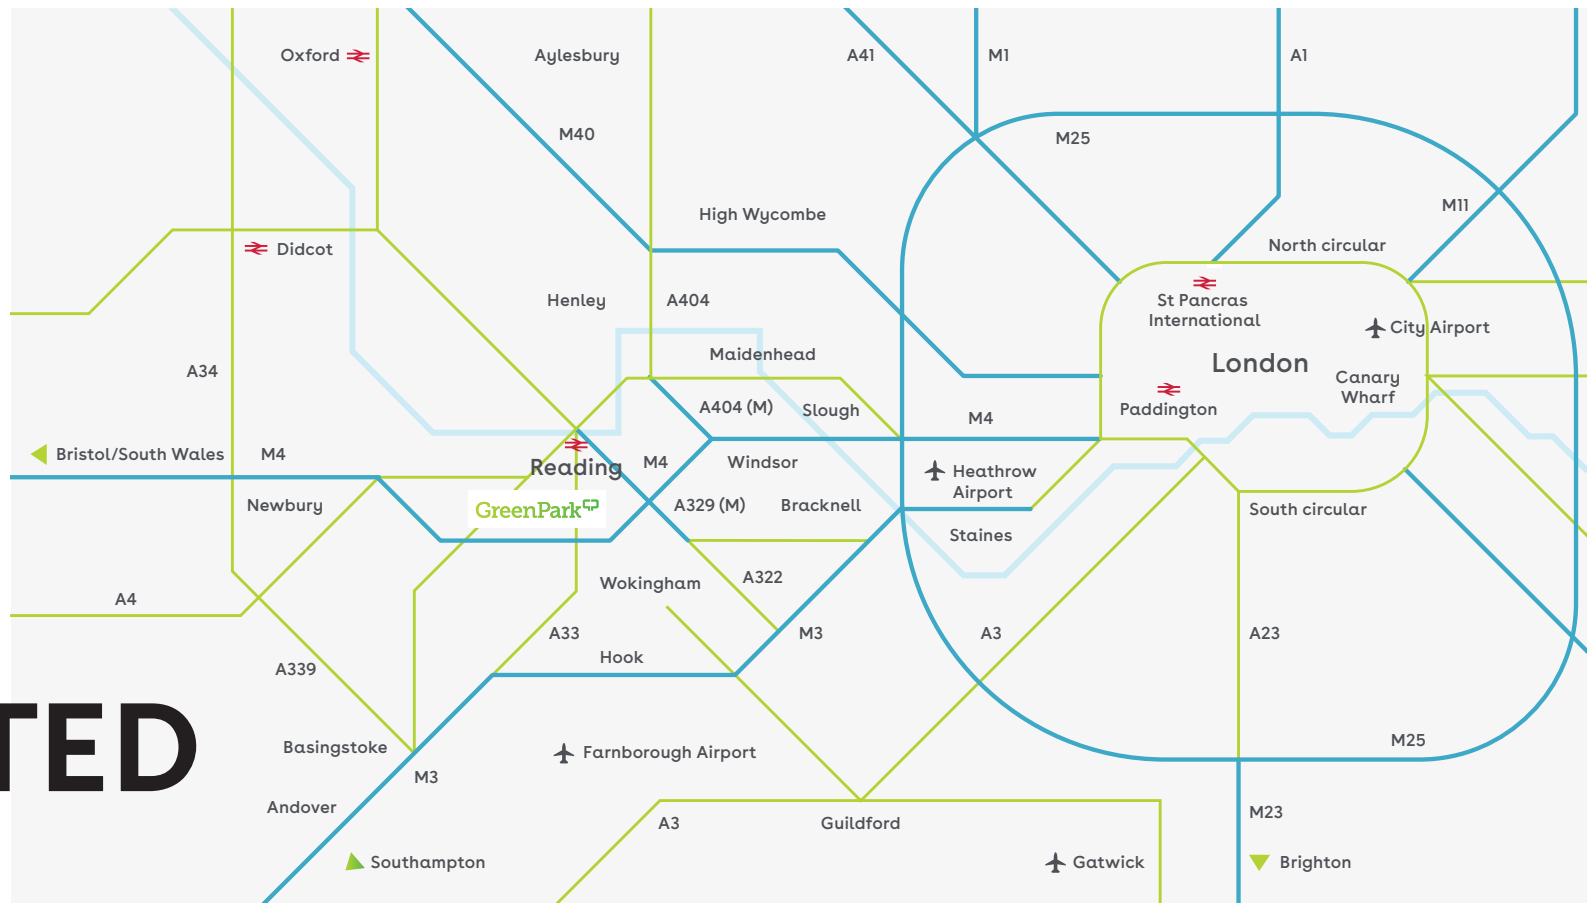 Oxford
Aylesbury
A41
M1
A1
M40
M25
High Wycombe
M11
North circular
Didcot
Henley
A404
St Pancras
International
City Airport
A34
Maidenhead
London
Canary
Wharf
A404 (M)
Slough
Paddington
M4
Bristol/South Wales
M4
Reading
M4
Windsor
Heathrow
Airport
Newbury
GreenPark
A329 (M)
Bracknell
South circular
Staines
Wokingham
A322
A4
A33
M3
A3
A23
Hook
A339
TED
Basingstoke
Farnborough Airport
M25
M3
Andover
A3
Guildford
M23
Southampton
Gatwick
Brighton